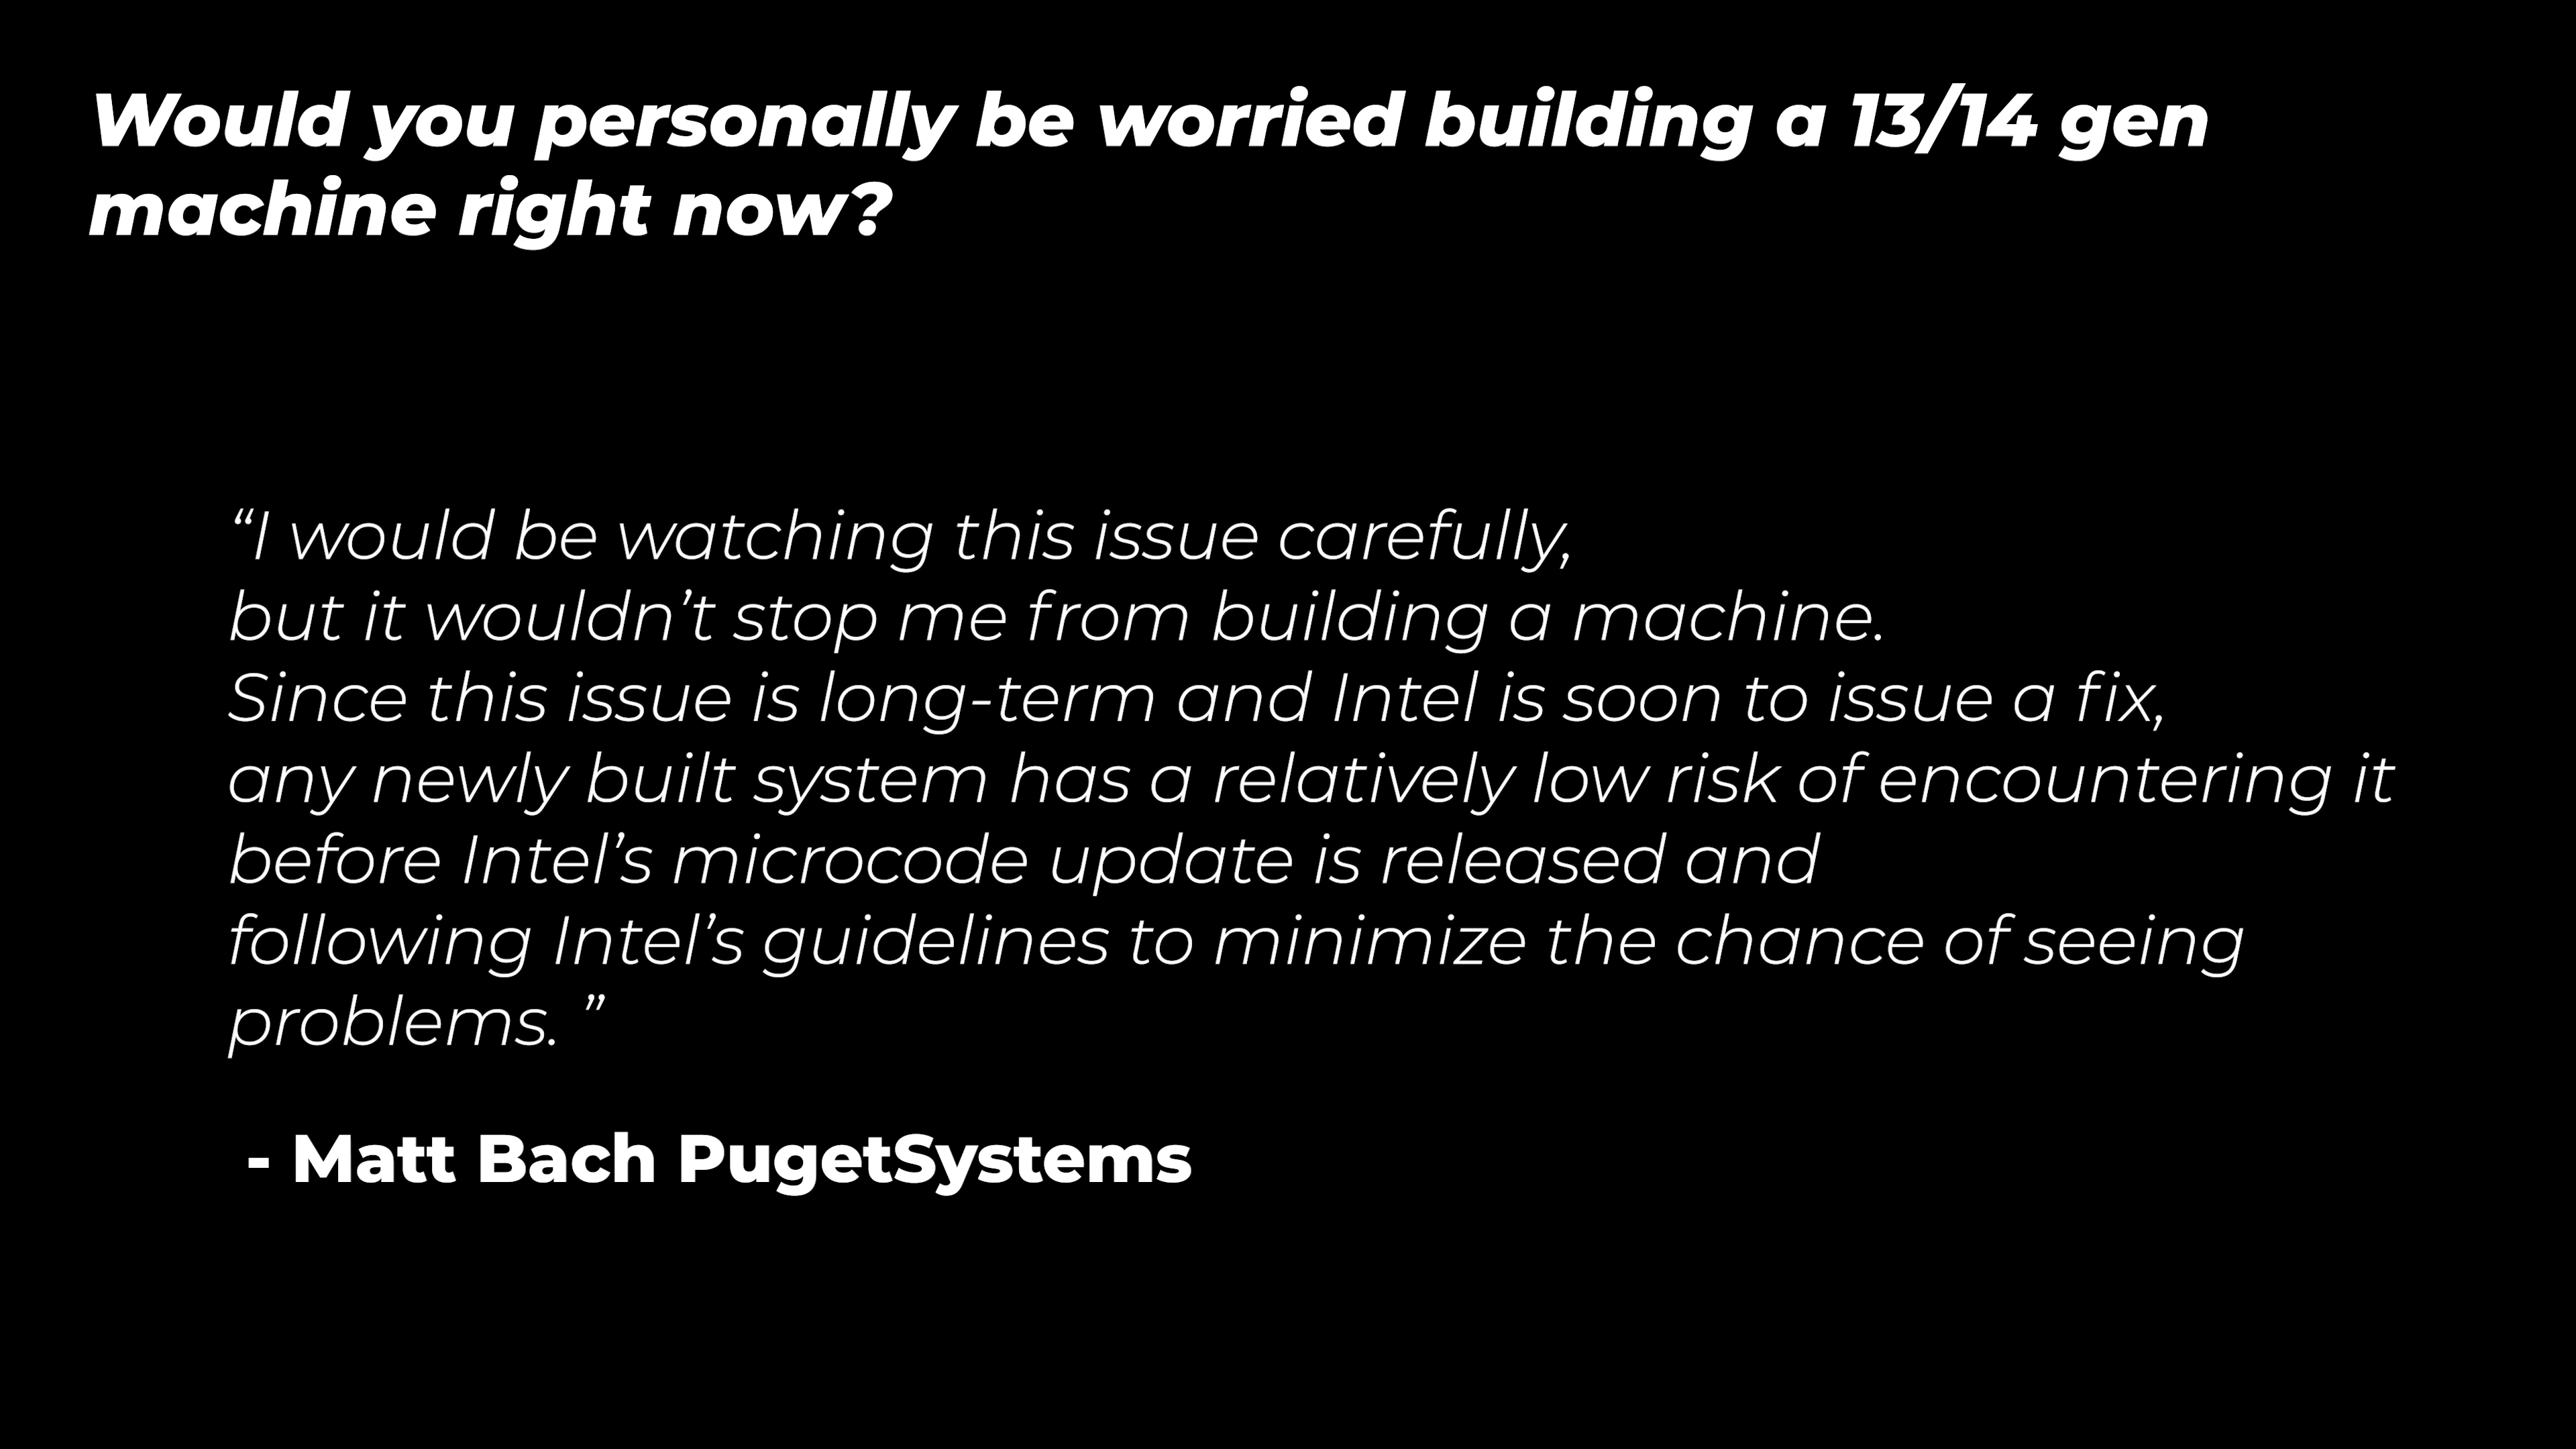 Would you personally be worried building a 13/14 gen
machine right now?
“I would be watching this issue carefully,
but it wouldn’t stop me from building a machine.
Since this issue is long-term and Intel is soon to issue a fix,
any newly built system has a relatively low risk of encountering it
before Intel’s microcode update is released and
following Intel’s guidelines to minimize the chance of seeing
problems. ”
- Matt Bach PugetSystems